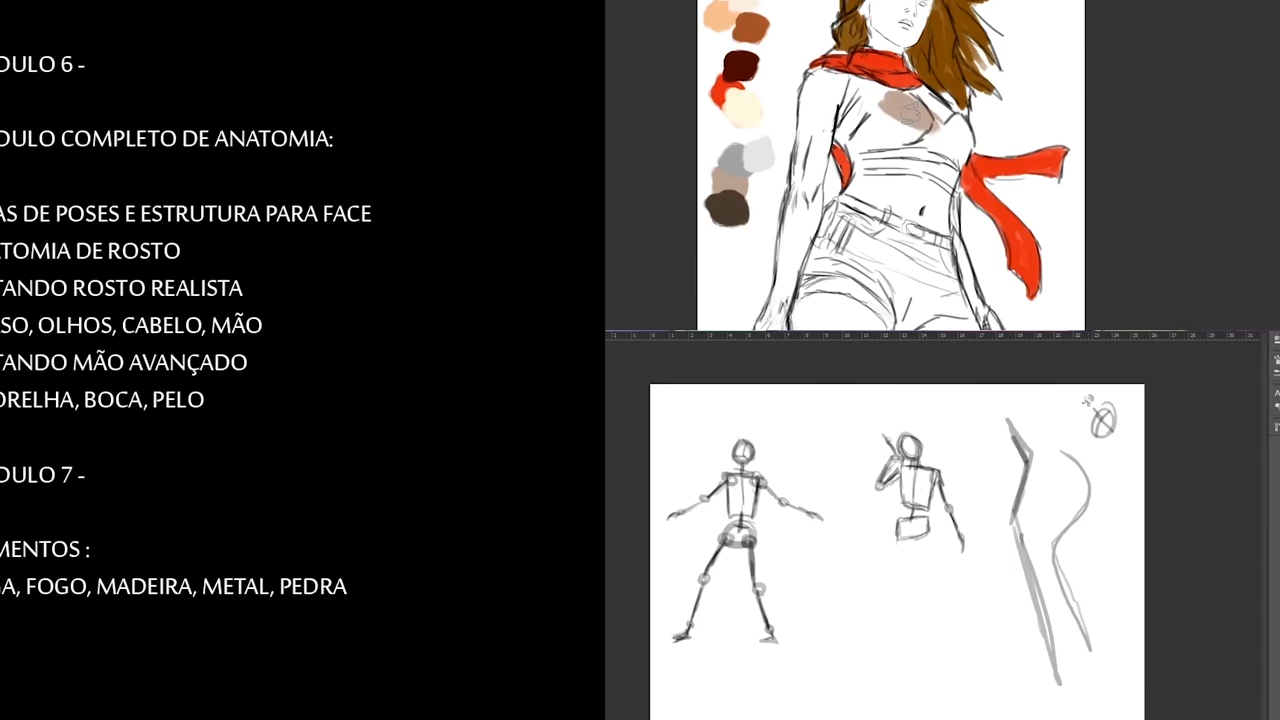 DULO 6 -
DULO COMPLETO DE ANATOMIA:
AS DE POSES E ESTRUTURA PARA FACE
TOMIA DE ROSTO
TANDO ROSTO REALISTA
SO, OLHOS, CABELO, MÃO
TANDO MÃO AVANÇADO
ORELHA, BOCA, PELO
DULO 7 -
MENTOS :
A, FOGO, MADEIRA, METAL, PEDRA